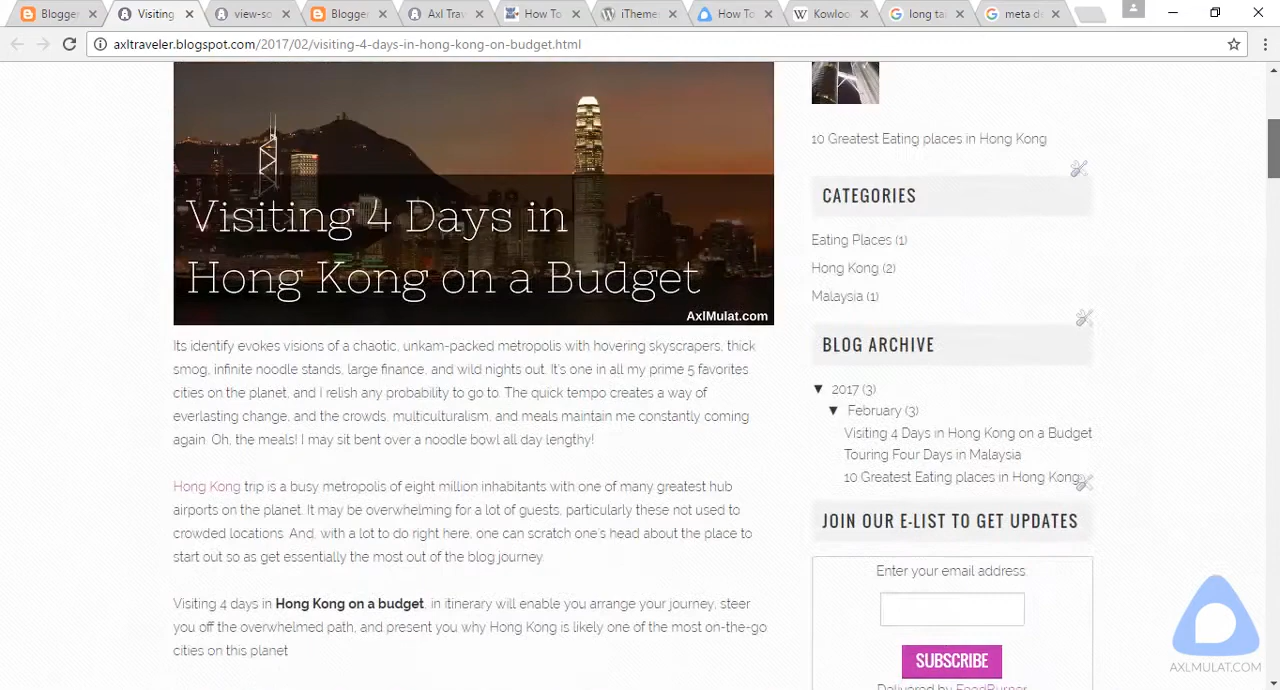 Blogger
Visiting
view-so
Blogger
Axl Tra
How To
iTheme
How To
Kowloo
long ta
meta d
axltraveler.blogspot.com/2017/02/visiting-4-days-in-hong-kong-on-budget.html
Visiting 4 Days in
Hong Kong on a Budget
AxlMulat.com
Its identify evokes visions of a chaotic, unkam-packed metropolis with hovering skyscrapers, thick
smog, infinite noodle stands, large finance, and wild nights out. It's one in all my prime 5 favorites
cities on the planet, and I relish any probability to go to. The quick tempo creates a way of
everlasting change, and the crowds, multiculturalism, and meals maintain me constantly coming
again. Oh, the meals! I may sit bent over a noodle bowl all day lengthy!
Hong Kong trip is a busy metropolis of eight million inhabitants with one of many greatest hub
airports on the planet. It may be overwhelming for a lot of guests, particularly these not used to
crowded locations. And, with a lot to do right here, one can scratch one's head about the place to
start out so as get essentially the most out of the blog journey.
Visiting 4 days in Hong Kong on a budget, in itinerary will enable you arrange your journey, steer
you off the overwhelmed path, and present you why Hong Kong is likely one of the most on-the-go
cities on this planet
10 Greatest Eating places in Hong Kong
CATEGORIES
Eating Places (1)
Hong Kong (2)
Malaysia (1)
BLOG ARCHIVE
▼ 2017 (3)
▼ February (3)
Visiting 4 Days in Hong Kong on a Budget
Touring Four Days in Malaysia
10 Greatest Eating places in Hong Kong
JOIN OUR E-LIST TO GET UPDATES
Enter your email address
SUBSCRIBE
Delivered by FeedBurner
AXLMULAT.COM